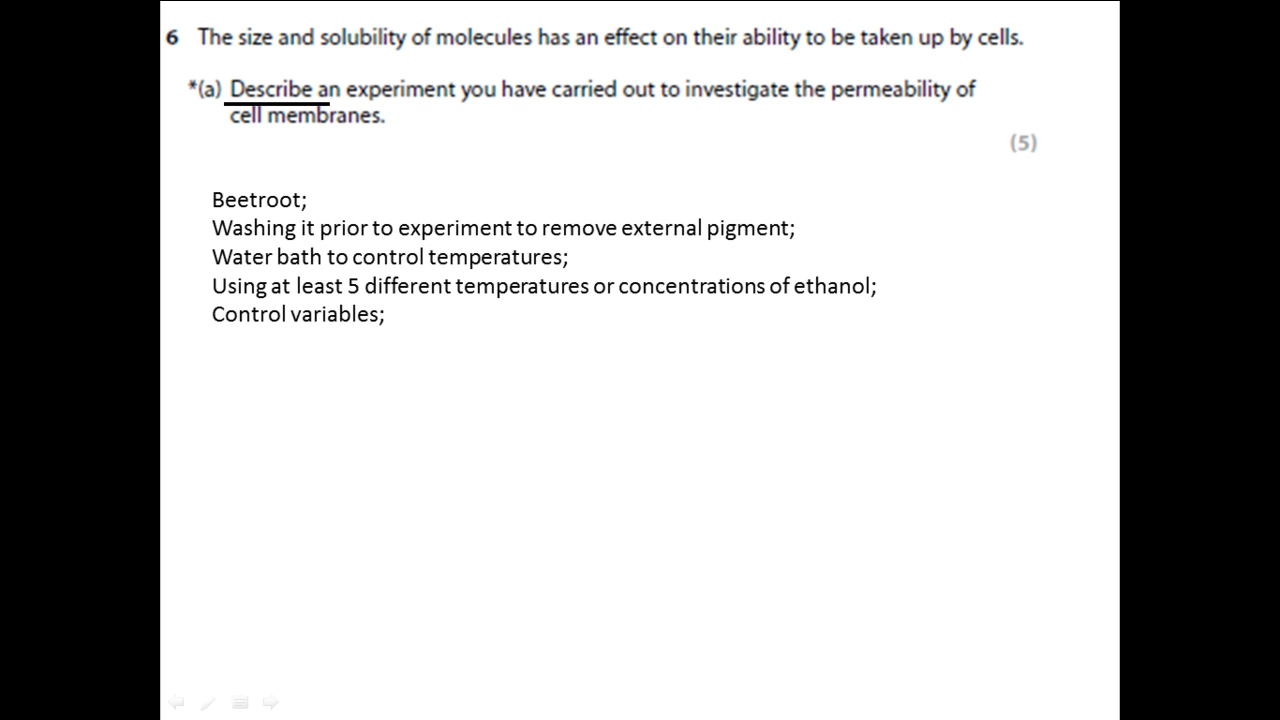 6 The size and solubility of molecules has an effect on their ability to be taken up by cells.
*(a) Describe an experiment you have carried out to investigate the permeability of
cell membranes.
(5)
Beetroot;
Washing it prior to experiment to remove external pigment;
Water bath to control temperatures;
Using at least 5 different temperatures or concentrations of ethanol;
Control variables;